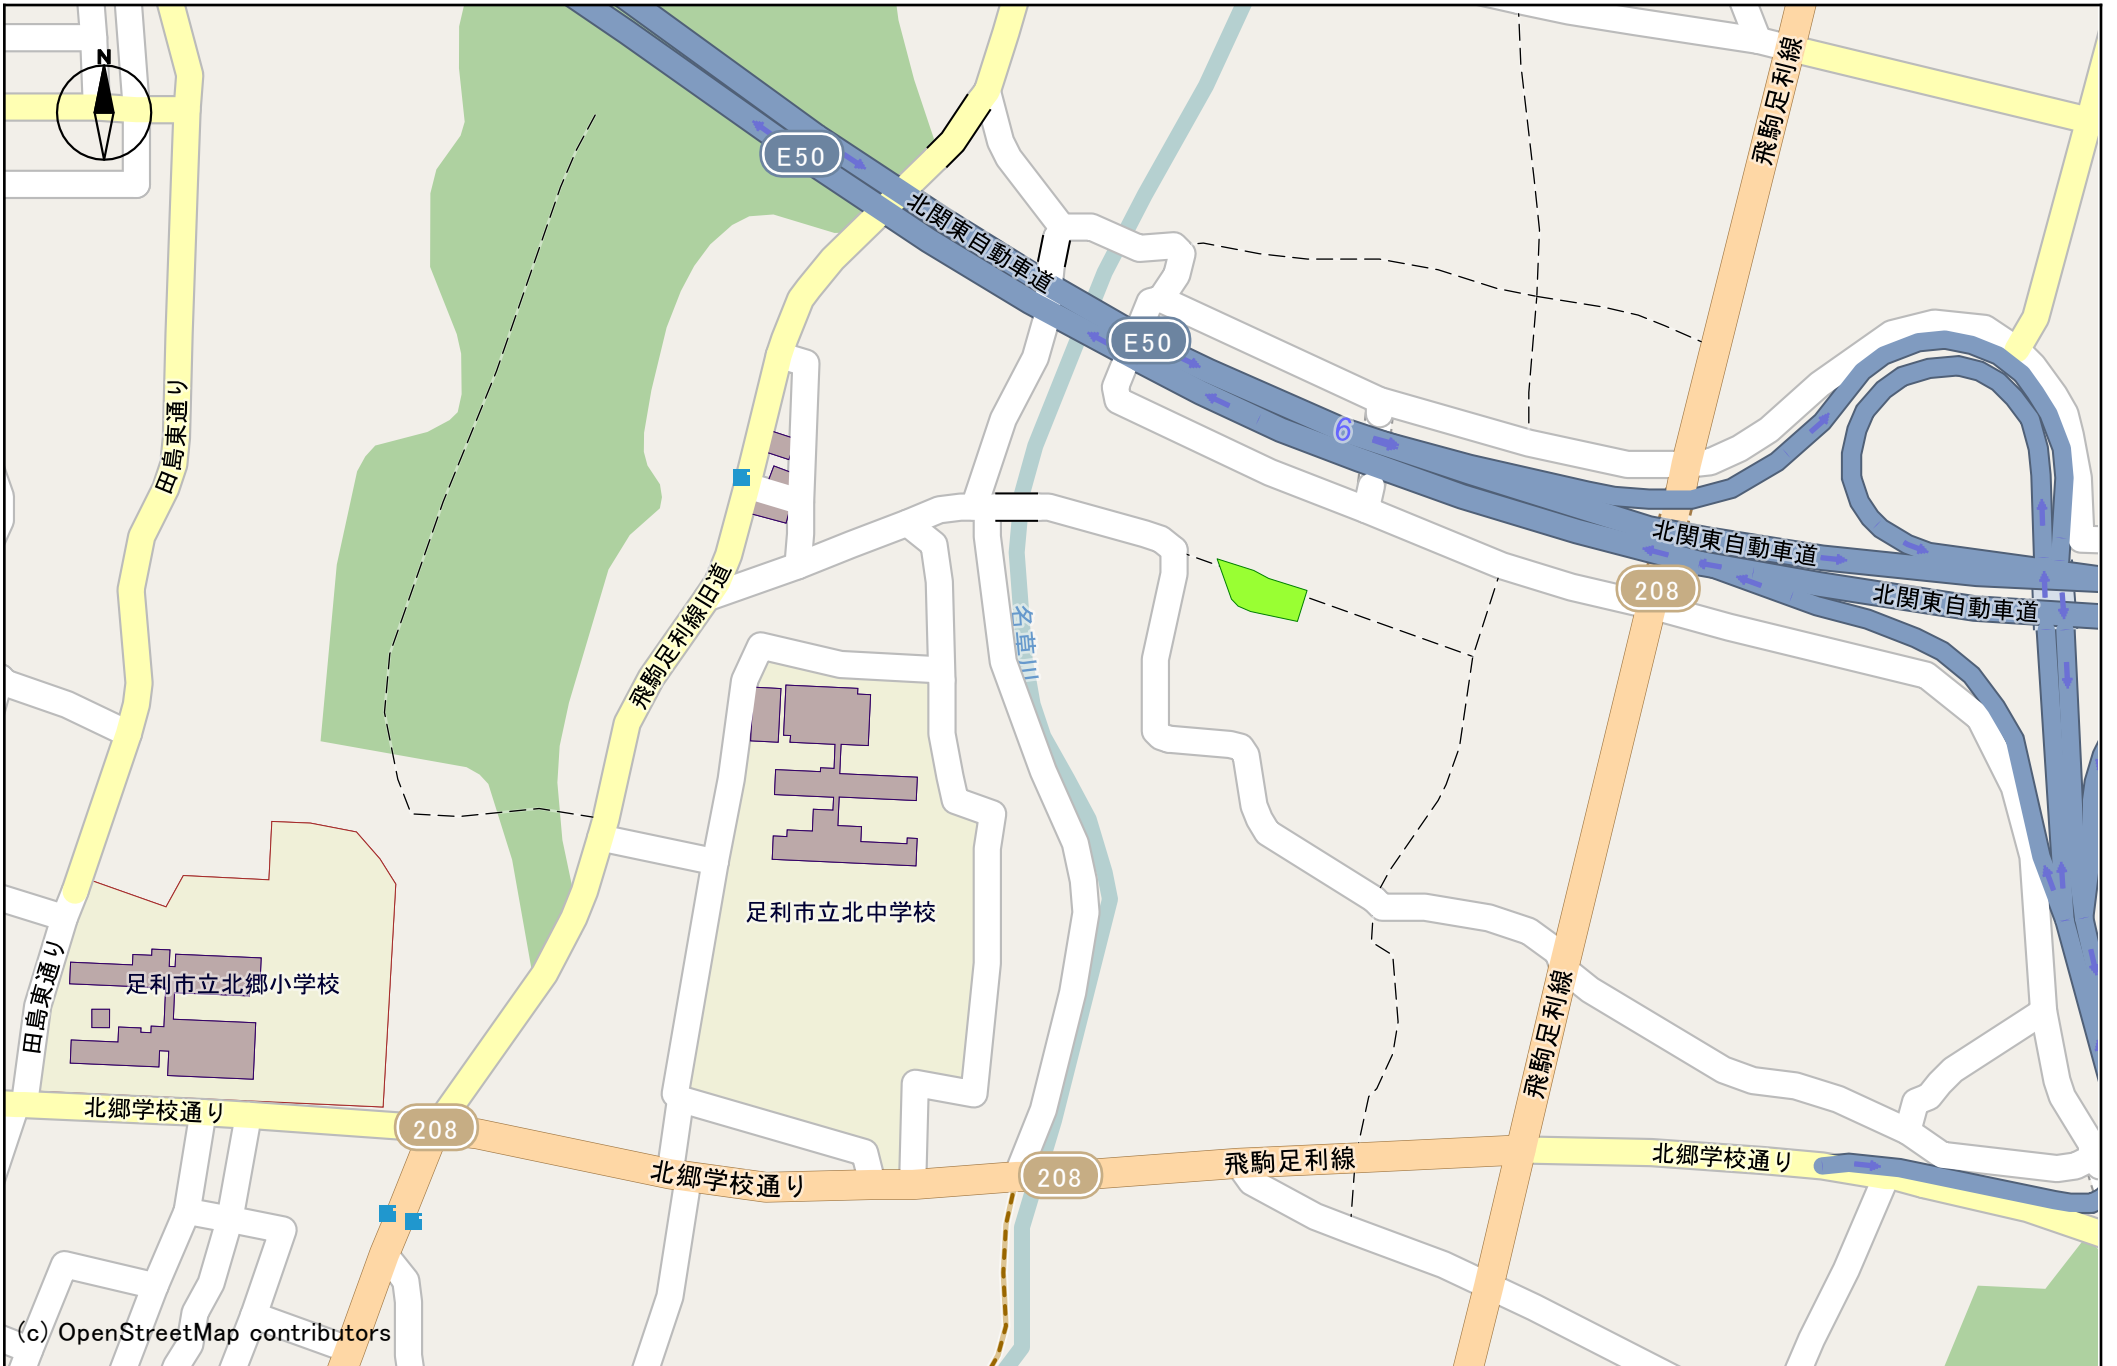 N
飛駒足利線
E50
北関東自動車道
E50
田島東通り
6
北関東自動車道
208
北関東自動車道
飛駒足利線旧道
名草川
足利市立北中学校
田島東通り
足利市立北郷小学校
飛駒足利線
北郷学校通り
208
北郷学校通り
208
飛駒足利線
北郷学校通り
(c) OpenStreetMap contributors